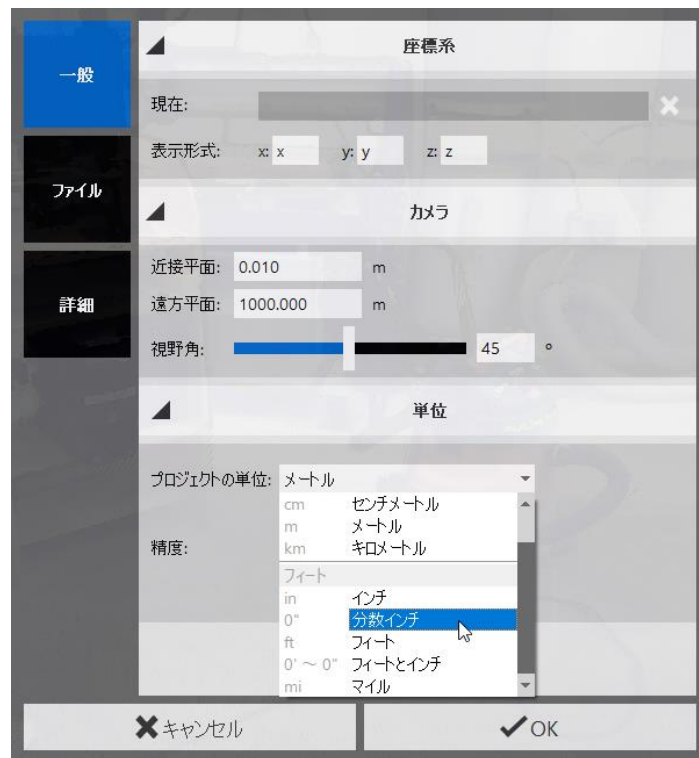 一般
ファイル
詳細
座標系
現在:
表示形式: x: x y: y z: z
カメラ
近接平面: 0.010 m
遠方平面: 1000.000 m
視野角: 45 °
単位
プロジェクトの単位: メートル
精度:
cm センチメートル
m メートル
km キロメートル
フィート
in インチ
0" 分数インチ
ft フィート
0' ～ 0" フィートとインチ
mi マイル
キャンセル
OK